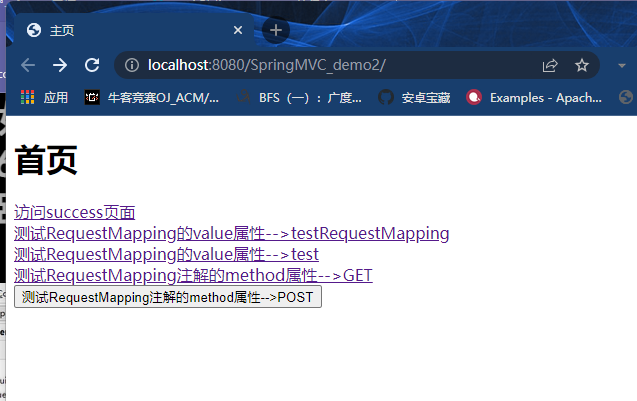 主页
localhost:8080/SpringMVC_demo2/
应用 牛客竞赛OJ_ACM/... BFS（一）: 广度... 安卓宝藏 Examples - Apach...
首页
访问success页面
测试RequestMapping的value属性-->testRequestMapping
测试RequestMapping的value属性-->test
测试RequestMapping注解的method属性-->GET
测试RequestMapping注解的method属性-->POST